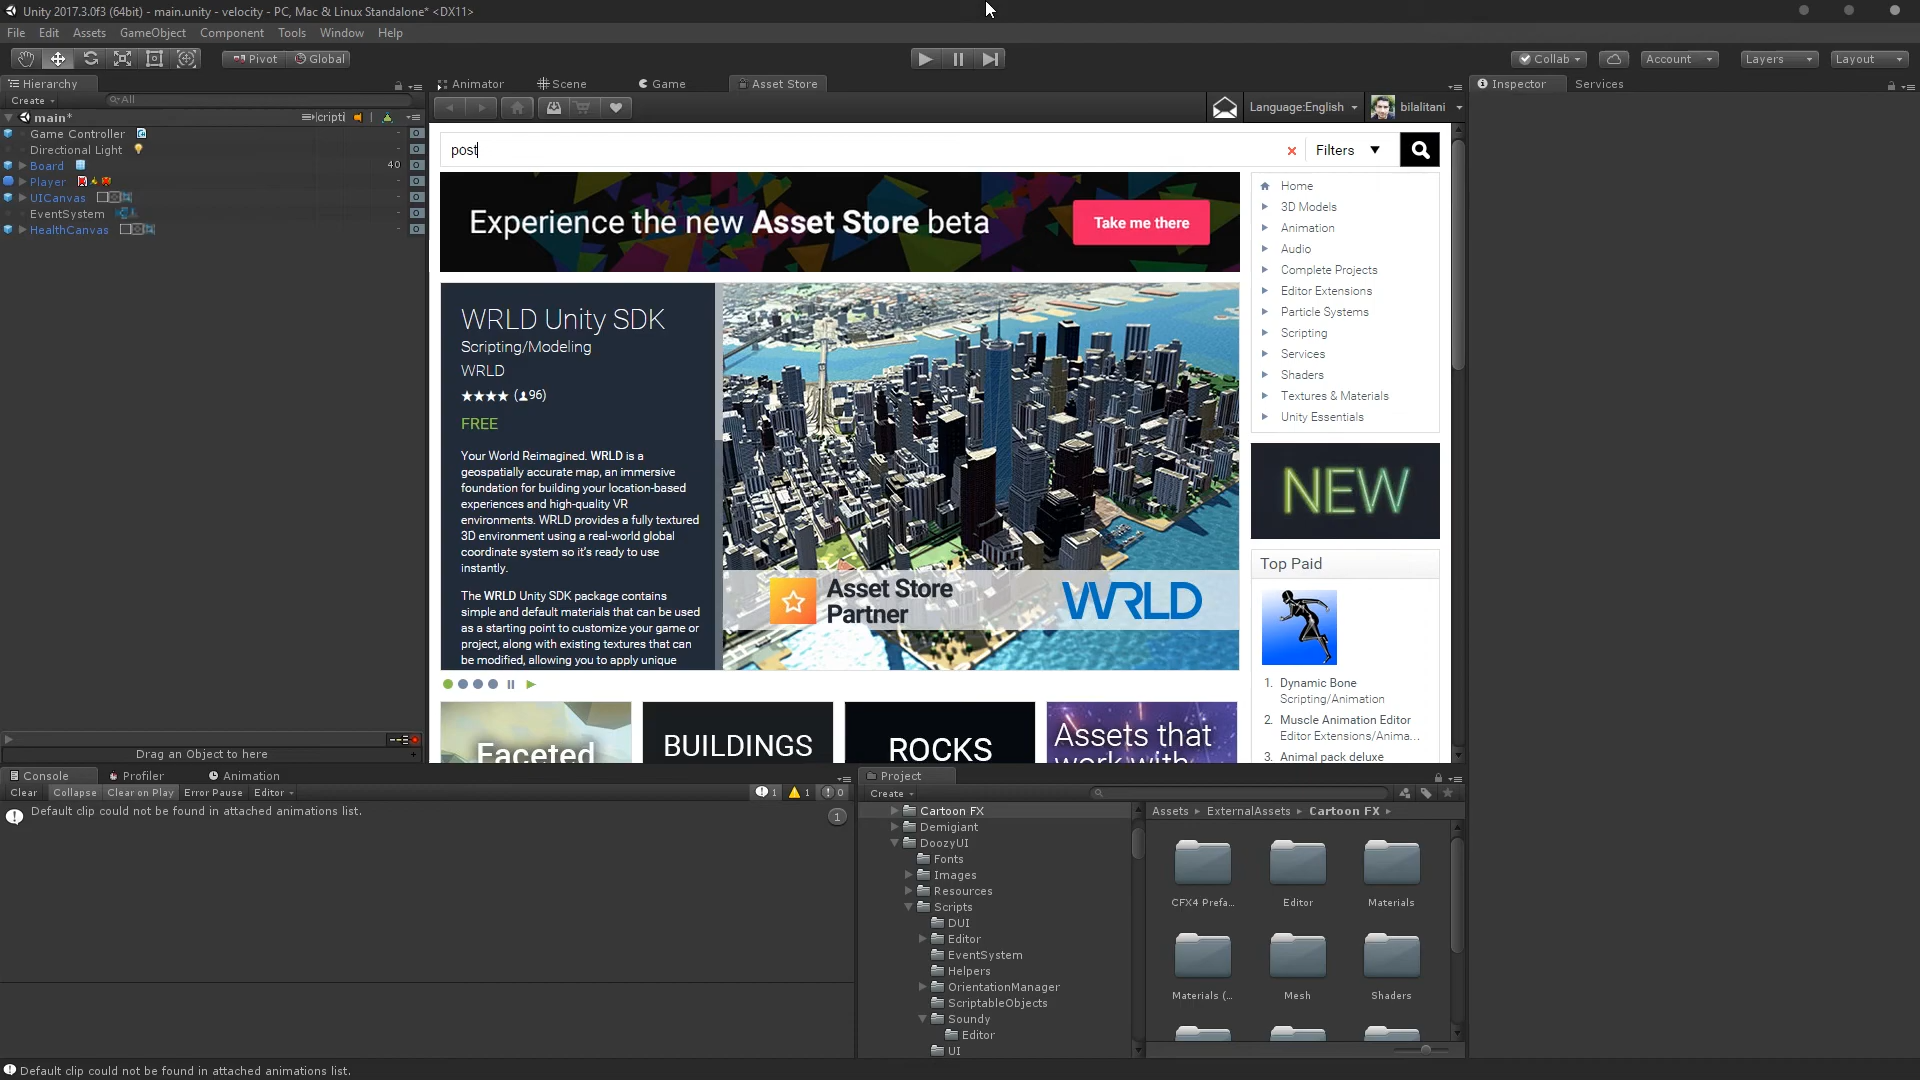 Unity 2017.3.0f3 (64bit) - main.unity - velocity - PC, Mac & Linux Standalone* <DX11>
File Edit Assets GameObject Component Tools Window Help
Pivot Global Collab Account Layers Layout
Hierarchy
Create All
main* cripti
Game Controller
Directional Light
Board 40
Player
UICanvas
EventSystem
HealthCanvas
Drag an Object to here
Animator Scene Game Asset Store
Language:English bilalitani
post Filters
Experience the new Asset Store beta Take me there
WRLD Unity SDK
Scripting/Modeling
WRLD
★★★★ (96)
FREE
Your World Reimagined. WRLD is a
geospatially accurate map, an immersive
foundation for building your location-based
experiences and high-quality VR
environments. WRLD provides a fully textured
3D environment using a real-world global
coordinate system so it's ready to use
instantly.
The WRLD Unity SDK package contains
simple and default materials that can be used
as a starting point to customize your game or
project, along with existing textures that can
be modified, allowing you to apply unique
Asset Store
Partner
WRLD
Faceted
BUILDINGS
ROCKS
Assets that
work with
Home
3D Models
Animation
Audio
Complete Projects
Editor Extensions
Particle Systems
Scripting
Services
Shaders
Textures & Materials
Unity Essentials
NEW
Top Paid
1. Dynamic Bone
Scripting/Animation
2. Muscle Animation Editor
Editor Extensions/Anima...
3. Animal pack deluxe
Inspector Services
Console Profiler Animation
Clear Collapse Clear on Play Error Pause Editor 1 1 0
Default clip could not be found in attached animations list. 1
Project
Create
Cartoon FX
Demigiant
DoozyUI
Fonts
Images
Resources
Scripts
DUI
Editor
EventSystem
Helpers
OrientationManager
ScriptableObjects
Soundy
Editor
UI
Assets ExternalAssets Cartoon FX
CFX4 Prefa... Editor Materials
Materials (... Mesh Shaders
Default clip could not be found in attached animations list.